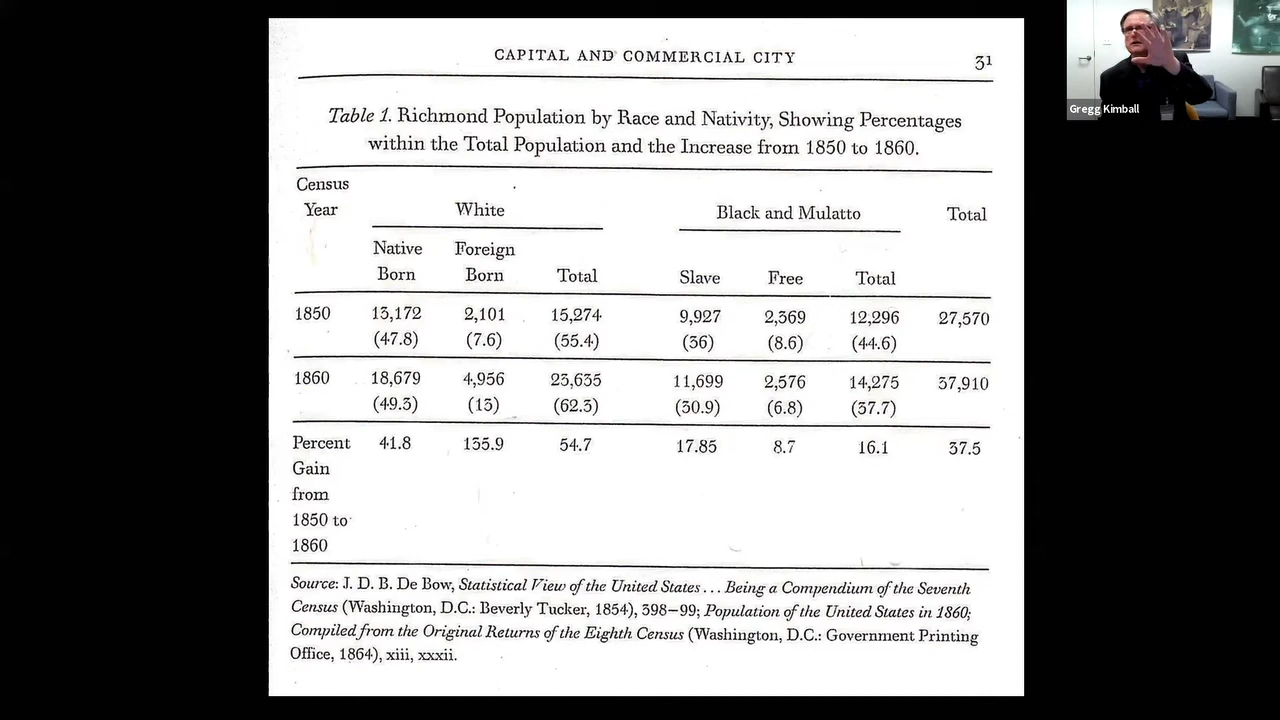 CAPITAL AND COMMERCIAL CITY 31
Table 1. Richmond Population by Race and Nativity, Showing Percentages
within the Total Population and the Increase from 1850 to 1860.
Census
Year White Black and Mulatto Total
Native Foreign
Born Born Total Slave Free Total
1850 13,172 2,101 15,274 9,927 2,369 12,296 27,570
(47.8) (7.6) (55.4) (36) (8.6) (44.6)
1860 18,679 4,956 23,635 11,699 2,576 14,275 37,910
(49.3) (13) (62.3) (30.9) (6.8) (37.7)
Percent 41.8 135.9 54.7 17.85 8.7 16.1 37.5
Gain
from
1850 to
1860
Source: J. D. B. De Bow, Statistical View of the United States... Being a Compendium of the Seventh
Census (Washington, D.C.: Beverly Tucker, 1854), 398–99; Population of the United States in 1860;
Compiled from the Original Returns of the Eighth Census (Washington, D.C.: Government Printing
Office, 1864), xiii, xxxii.
Gregg Kimball